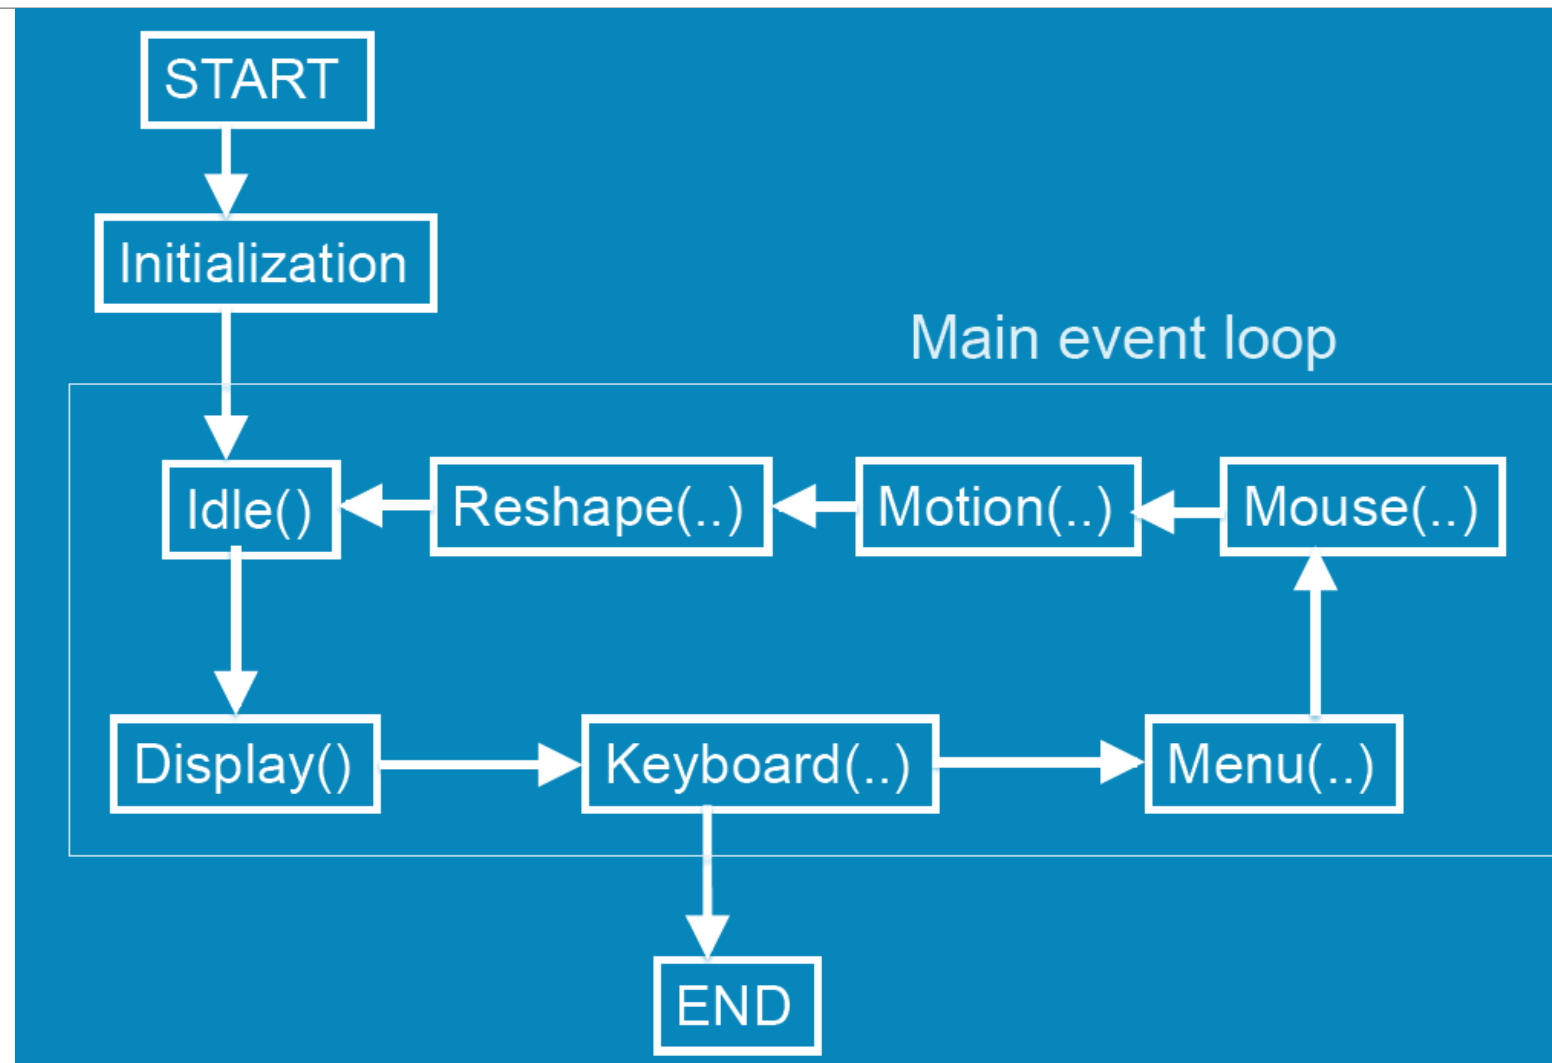 START
Initialization
Main event loop
Idle()
Reshape(..)
Motion(..)
Mouse(..)
Display()
Keyboard(..)
Menu(..)
END